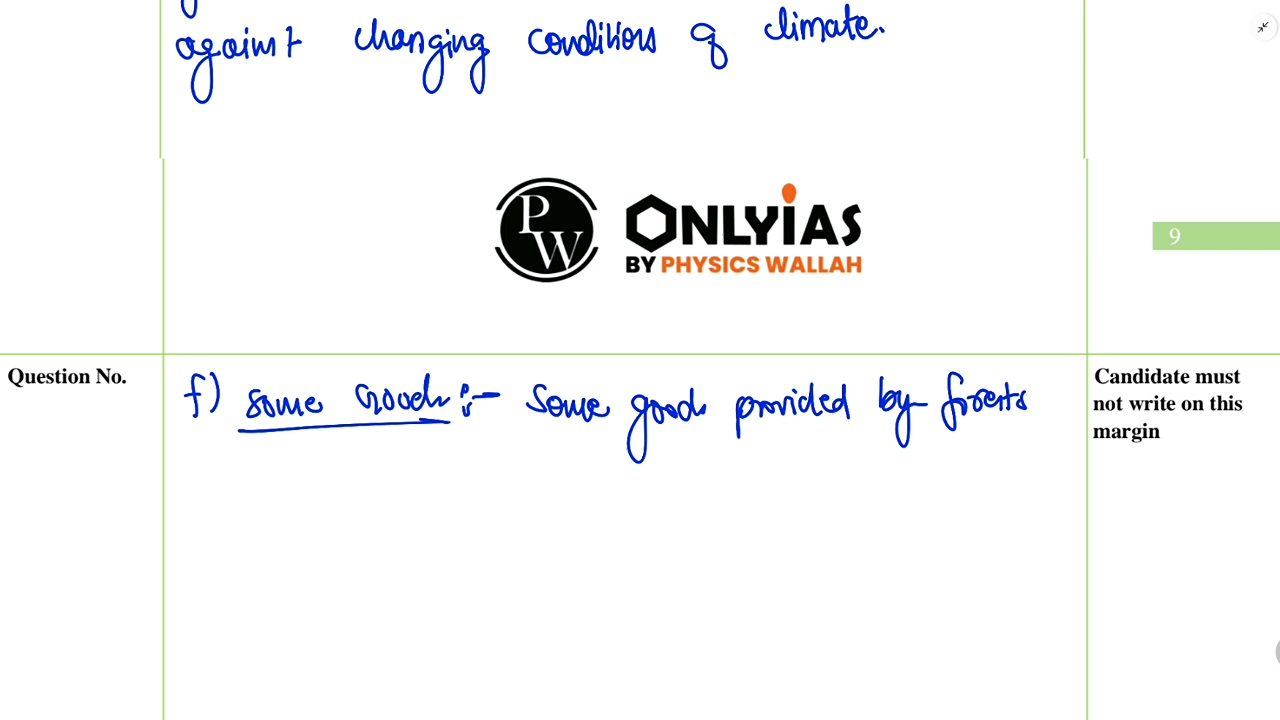 against changing conditions of climate.
PW ONLYIAS
BY PHYSICS WALLAH
9
Question No.
f) some Goods :- some goods provided by forests
Candidate must
not write on this
margin